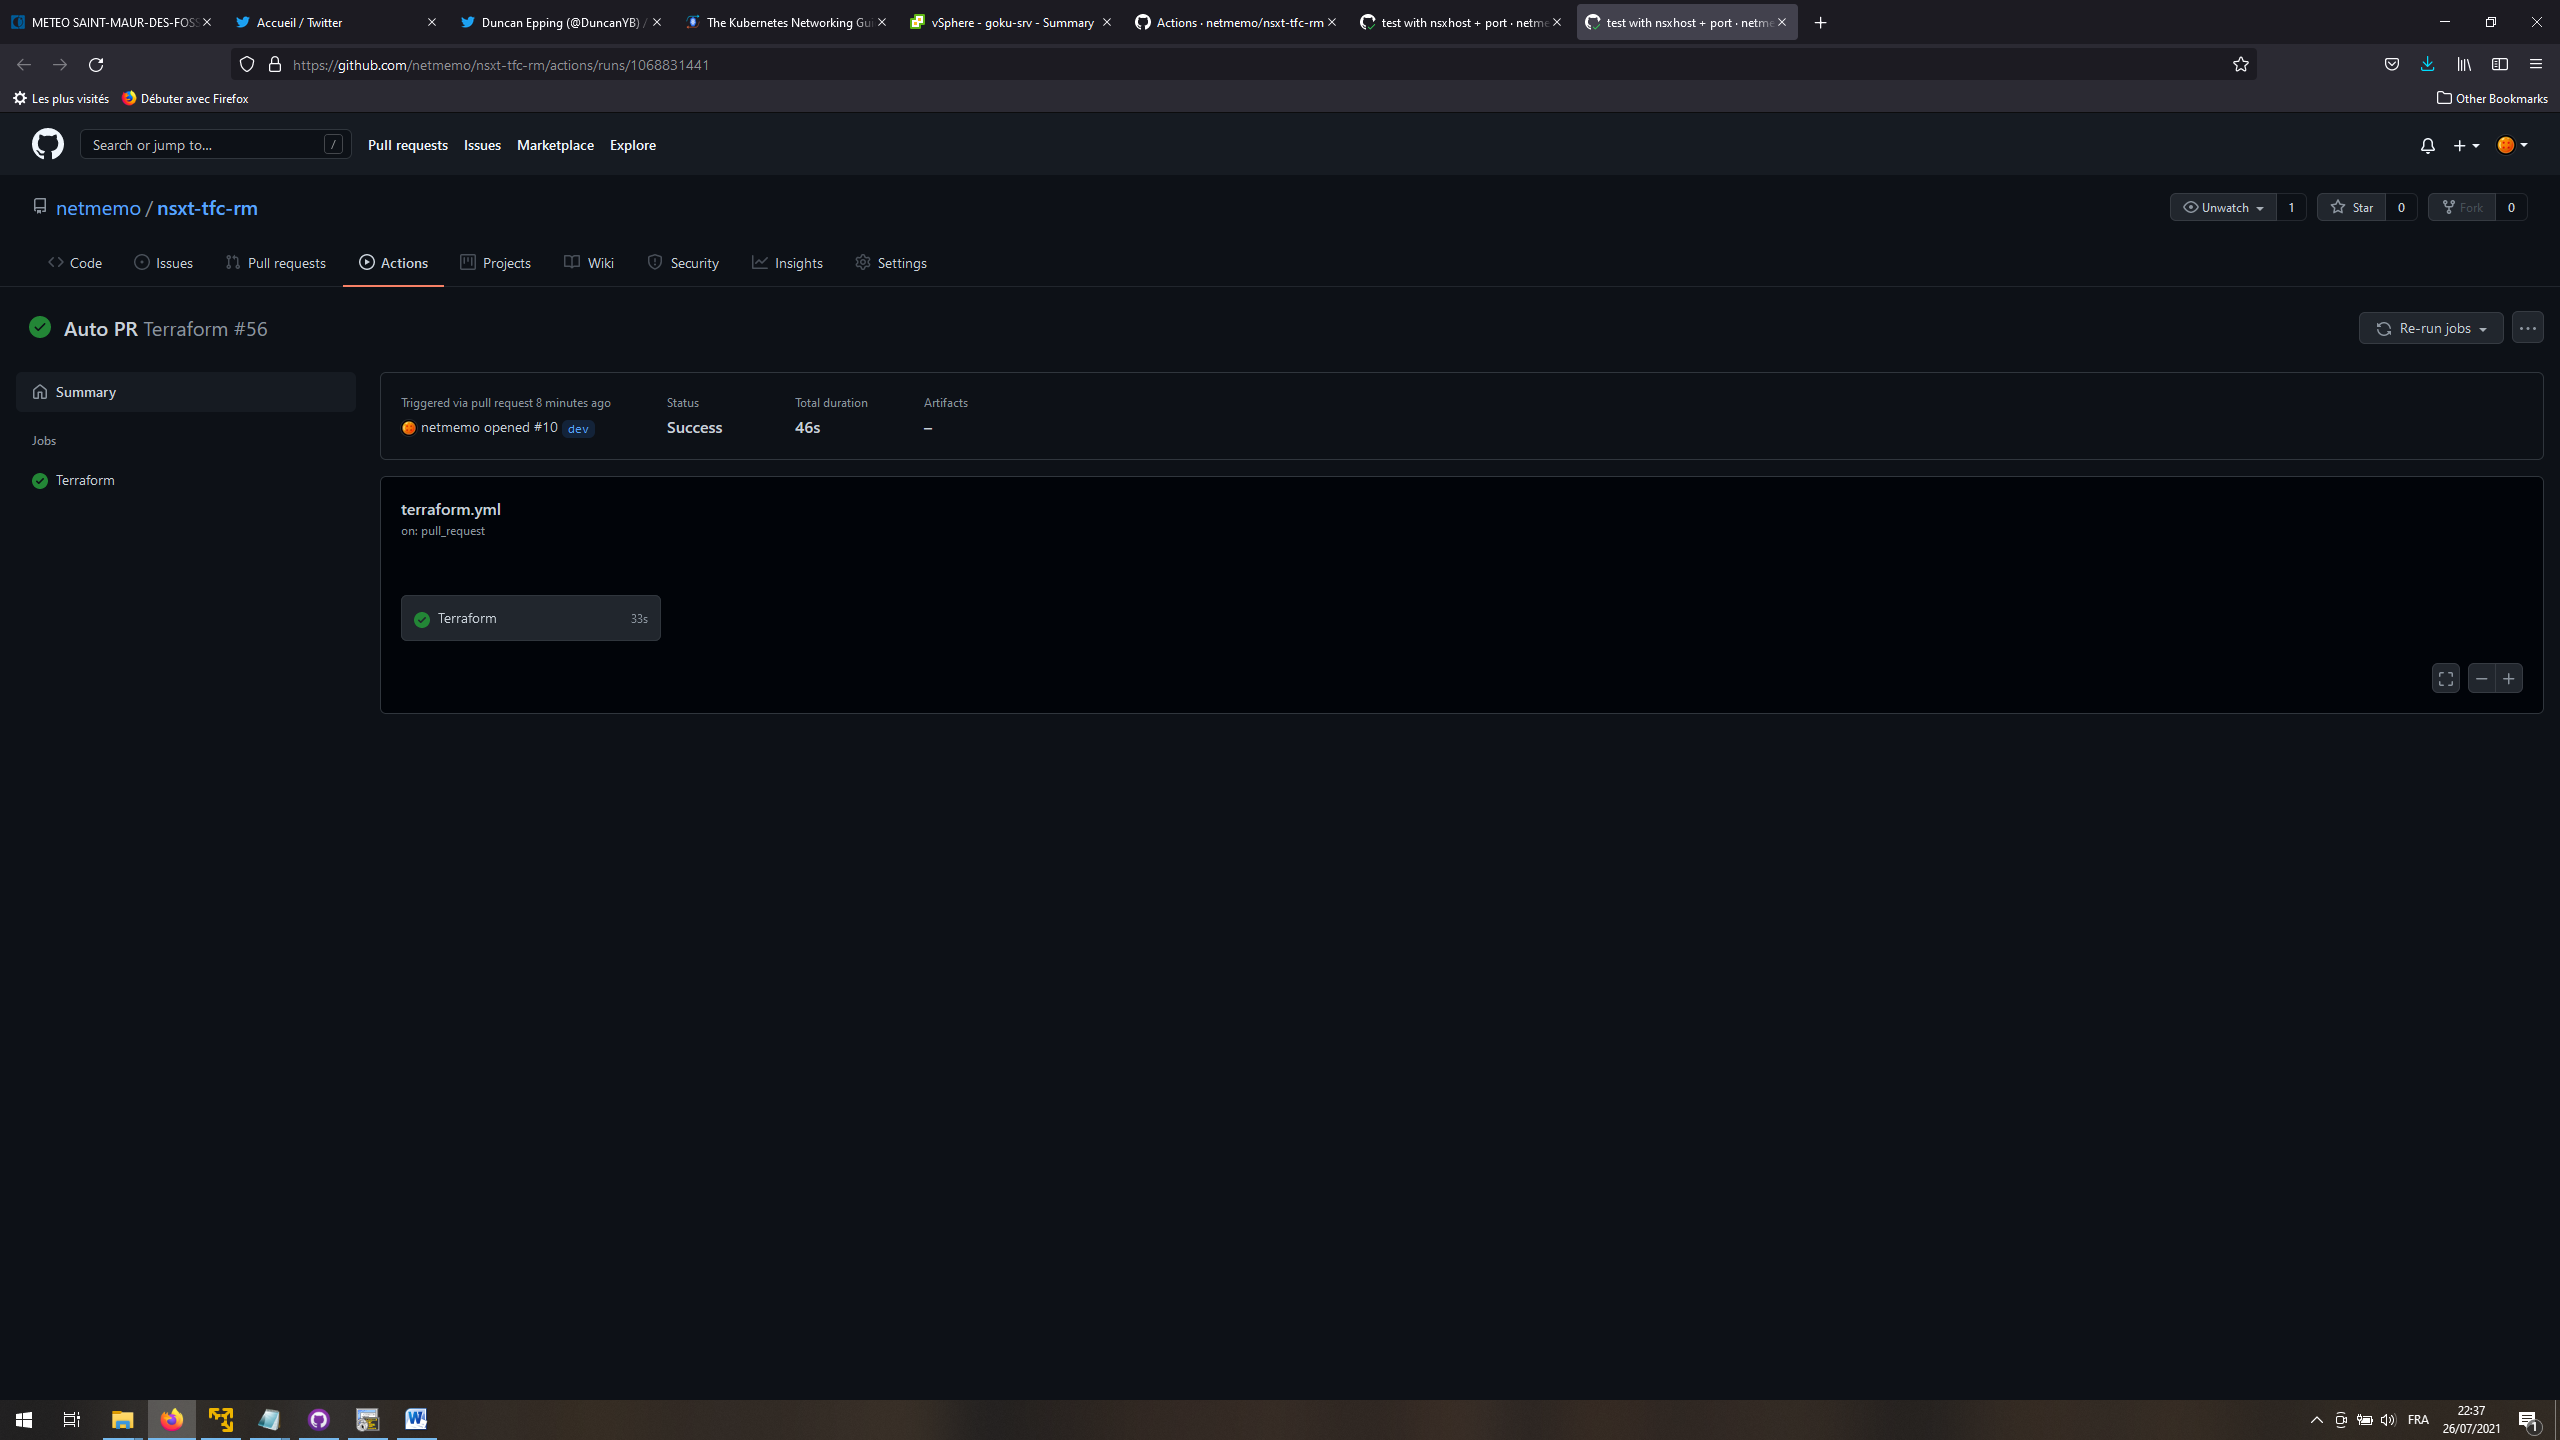 METEO SAINT-MAUR-DES-FOSS
Accueil / Twitter
Duncan Epping (@DuncanYB) /
The Kubernetes Networking Gui
vSphere - goku-srv - Summary
Actions · netmemo/nsxt-tfc-rm
test with nsxhost + port · netme
test with nsxhost + port · netme
https://github.com/netmemo/nsxt-tfc-rm/actions/runs/1068831441
Les plus visités
Débuter avec Firefox
Other Bookmarks
Search or jump to...
/
Pull requests
Issues
Marketplace
Explore
netmemo / nsxt-tfc-rm
Unwatch 1
Star 0
Fork 0
Code
Issues
Pull requests
Actions
Projects
Wiki
Security
Insights
Settings
Auto PR Terraform #56
Re-run jobs
Summary
Jobs
Terraform
Triggered via pull request 8 minutes ago
netmemo opened #10 dev
Status
Success
Total duration
46s
Artifacts
–
terraform.yml
on: pull_request
Terraform 33s
FRA
22:37
26/07/2021
1